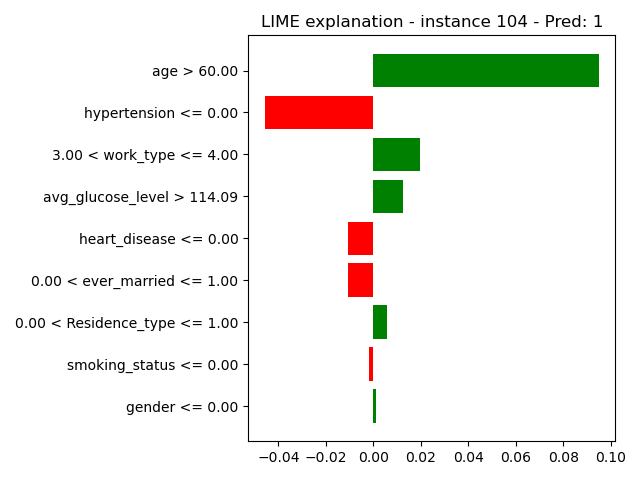 LIME explanation - instance 104 - Pred: 1
age > 60.00
hypertension <= 0.00
3.00 < work_type <= 4.00
avg_glucose_level > 114.09
heart_disease <= 0.00
0.00 < ever_married <= 1.00
0.00 < Residence_type <= 1.00
smoking_status <= 0.00
gender <= 0.00
−0.04 −0.02 0.00 0.02 0.04 0.06 0.08 0.10